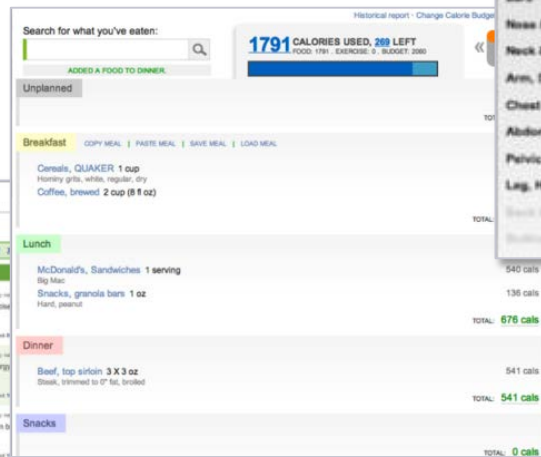 Historical report · Change Calorie Budge
Search for what you've eaten:
1791 CALORIES USED, 269 LEFT
FOOD: 1791 . EXERCISE: 0 . BUDGET: 2060
ADDED A FOOD TO DINNER.
Unplanned
Breakfast COPY MEAL | PASTE MEAL | SAVE MEAL | LOAD MEAL
Cereals, QUAKER 1 cup
Hominy grits, white, regular, dry
Coffee, brewed 2 cup (8 fl oz)
TOTAL:
Lunch
McDonald's, Sandwiches 1 serving 540 cals
Big Mac
Snacks, granola bars 1 oz 136 cals
Hard, peanut
TOTAL: 676 cals
Dinner
Beef, top sirloin 3 X 3 oz 541 cals
Steak, trimmed to 0" fat, broiled
TOTAL: 541 cals
Snacks
TOTAL: 0 cals
Nose
Neck
Arm,
Chest
Abdo
Pelvic
Leg,